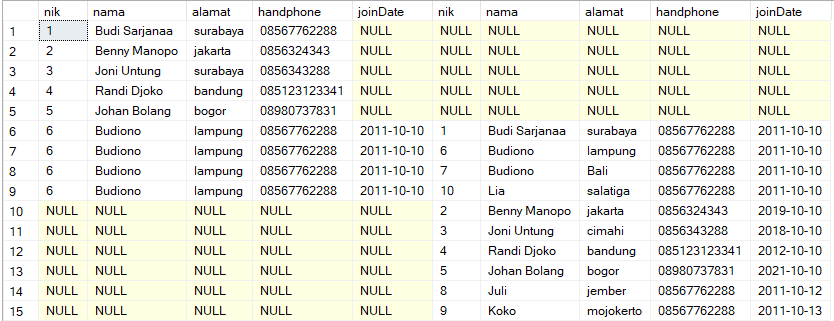 nik nama alamat handphone joinDate nik nama alamat handphone joinDate
1 1 Budi Sarjanaa surabaya 08567762288 NULL NULL NULL NULL NULL NULL
2 2 Benny Manopo jakarta 0856324343 NULL NULL NULL NULL NULL NULL
3 3 Joni Untung surabaya 0856343288 NULL NULL NULL NULL NULL NULL
4 4 Randi Djoko bandung 085123123341 NULL NULL NULL NULL NULL NULL
5 5 Johan Bolang bogor 08980737831 NULL NULL NULL NULL NULL NULL
6 6 Budiono lampung 08567762288 2011-10-10 1 Budi Sarjanaa surabaya 08567762288 2011-10-10
7 6 Budiono lampung 08567762288 2011-10-10 6 Budiono lampung 08567762288 2011-10-10
8 6 Budiono lampung 08567762288 2011-10-10 7 Budiono Bali 08567762288 2011-10-10
9 6 Budiono lampung 08567762288 2011-10-10 10 Lia salatiga 08567762288 2011-10-10
10 NULL NULL NULL NULL NULL 2 Benny Manopo jakarta 0856324343 2019-10-10
11 NULL NULL NULL NULL NULL 3 Joni Untung cimahi 0856343288 2018-10-10
12 NULL NULL NULL NULL NULL 4 Randi Djoko bandung 085123123341 2012-10-10
13 NULL NULL NULL NULL NULL 5 Johan Bolang bogor 08980737831 2021-10-10
14 NULL NULL NULL NULL NULL 8 Juli jember 08567762288 2011-10-12
15 NULL NULL NULL NULL NULL 9 Koko mojokerto 08567762288 2011-10-13